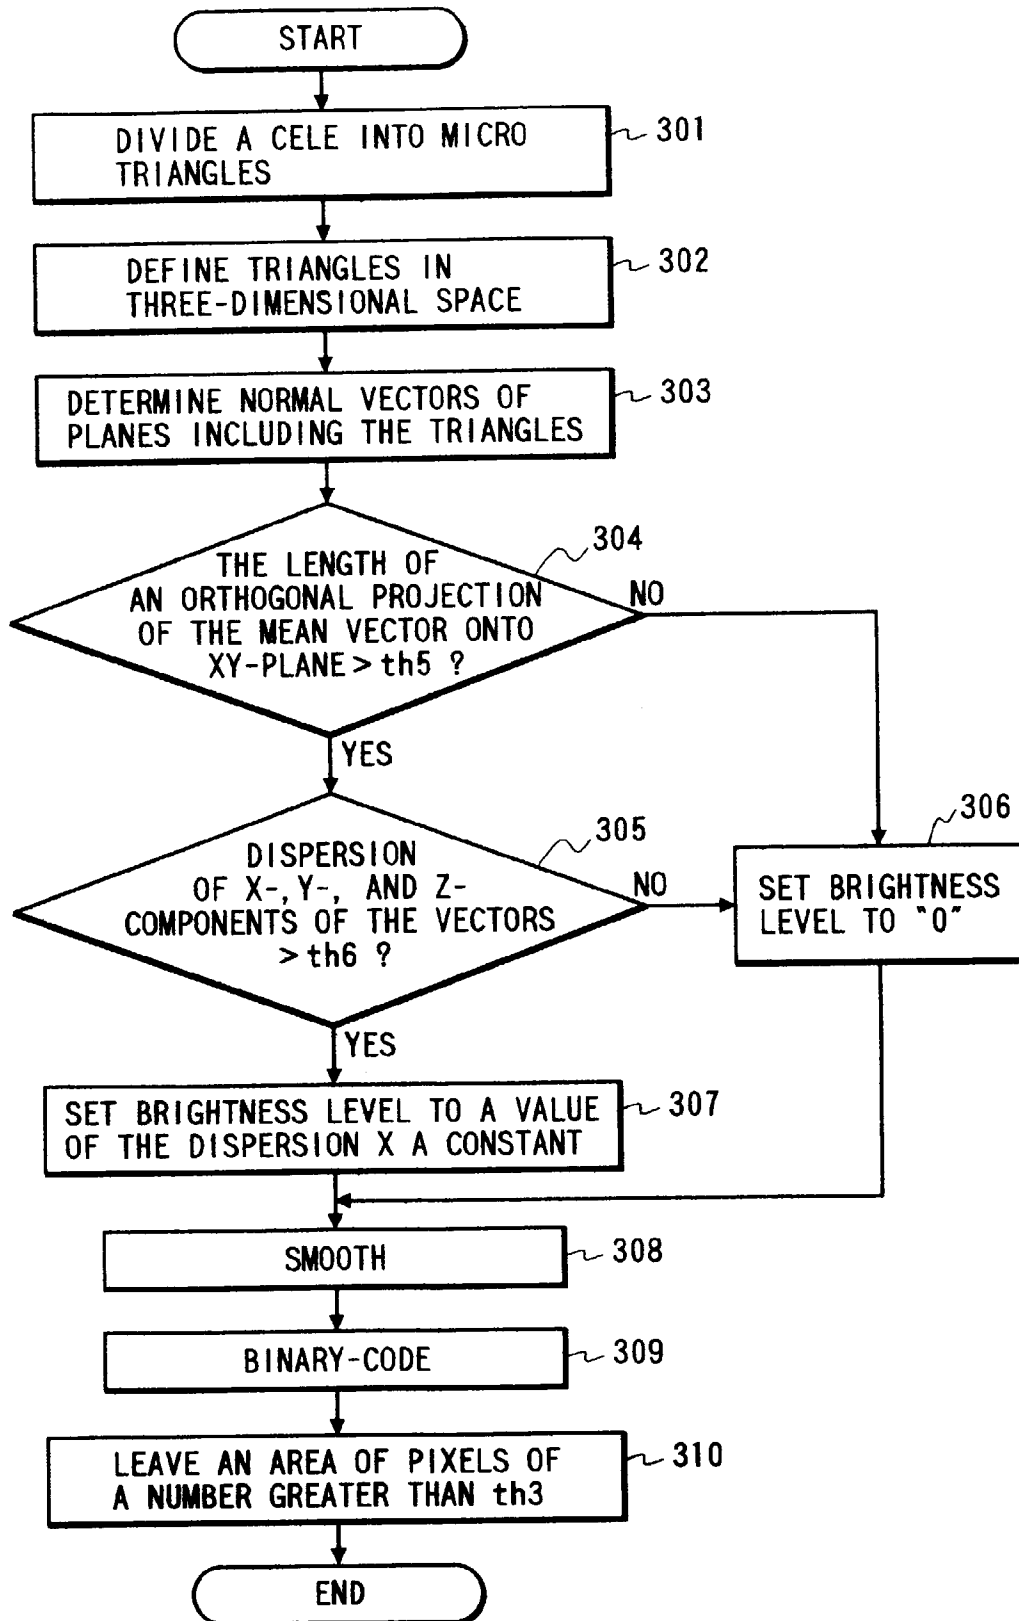 START
DIVIDE A CELE INTO MICRO
TRIANGLES
301
DEFINE TRIANGLES IN
THREE-DIMENSIONAL SPACE
302
DETERMINE NORMAL VECTORS OF
PLANES INCLUDING THE TRIANGLES
303
THE LENGTH OF
AN ORTHOGONAL PROJECTION
OF THE MEAN VECTOR ONTO
XY-PLANE > th5 ?
304
NO
YES
DISPERSION
OF X-, Y-, AND Z-
COMPONENTS OF THE VECTORS
> th6 ?
305
NO
306
SET BRIGHTNESS
LEVEL TO "0"
YES
SET BRIGHTNESS LEVEL TO A VALUE
OF THE DISPERSION X A CONSTANT
307
SMOOTH
308
BINARY-CODE
309
LEAVE AN AREA OF PIXELS OF
A NUMBER GREATER THAN th3
310
END